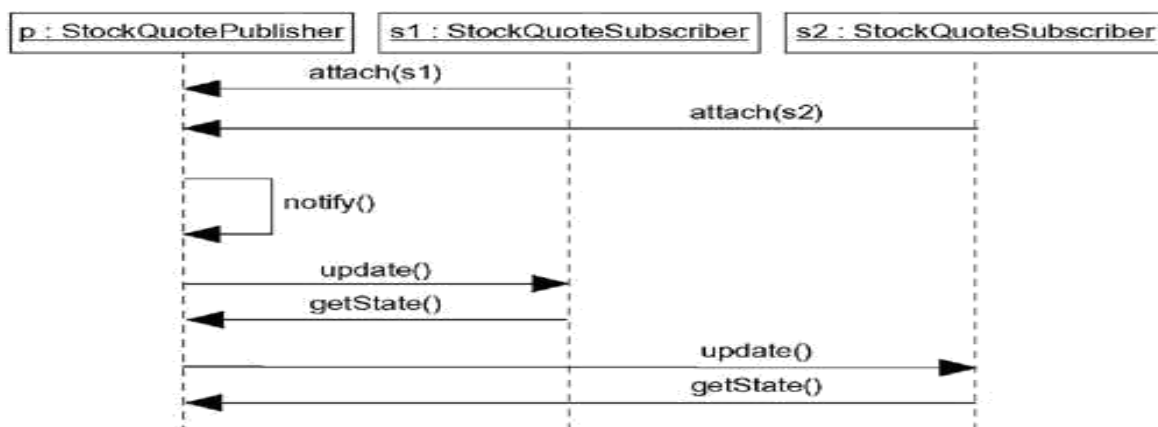 p : StockQuotePublisher
s1 : StockQuoteSubscriber
s2 : StockQuoteSubscriber
attach(s1)
attach(s2)
notify()
update()
getState()
update()
getState()